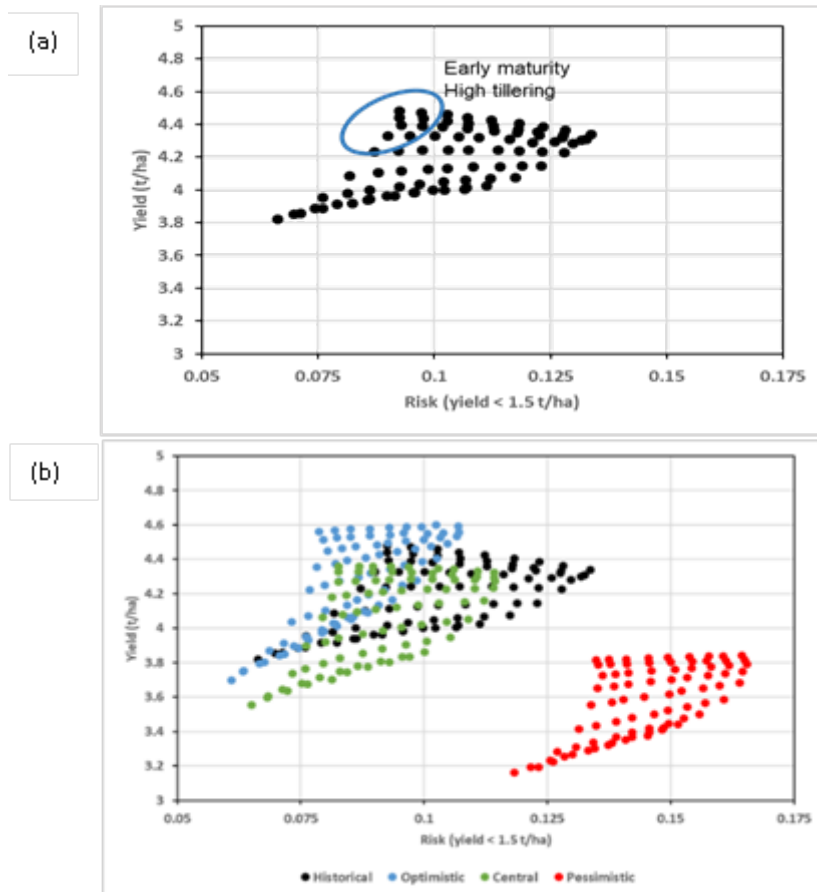 (a)
5
4.8
4.6
4.4
4.2
4
3.8
3.6
3.4
3.2
3
Yield (t/ha)
Early maturity
High tillering
0.05 0.075 0.1 0.125 0.15 0.175
Risk (yield < 1.5 t/ha)
(b)
5
4.8
4.6
4.4
4.2
4
3.8
3.6
3.4
3.2
3
Yield (t/ha)
0.05 0.075 0.1 0.125 0.15 0.175
Risk (yield < 1.5 t/ha)
Historical Optimistic Central Pessimistic